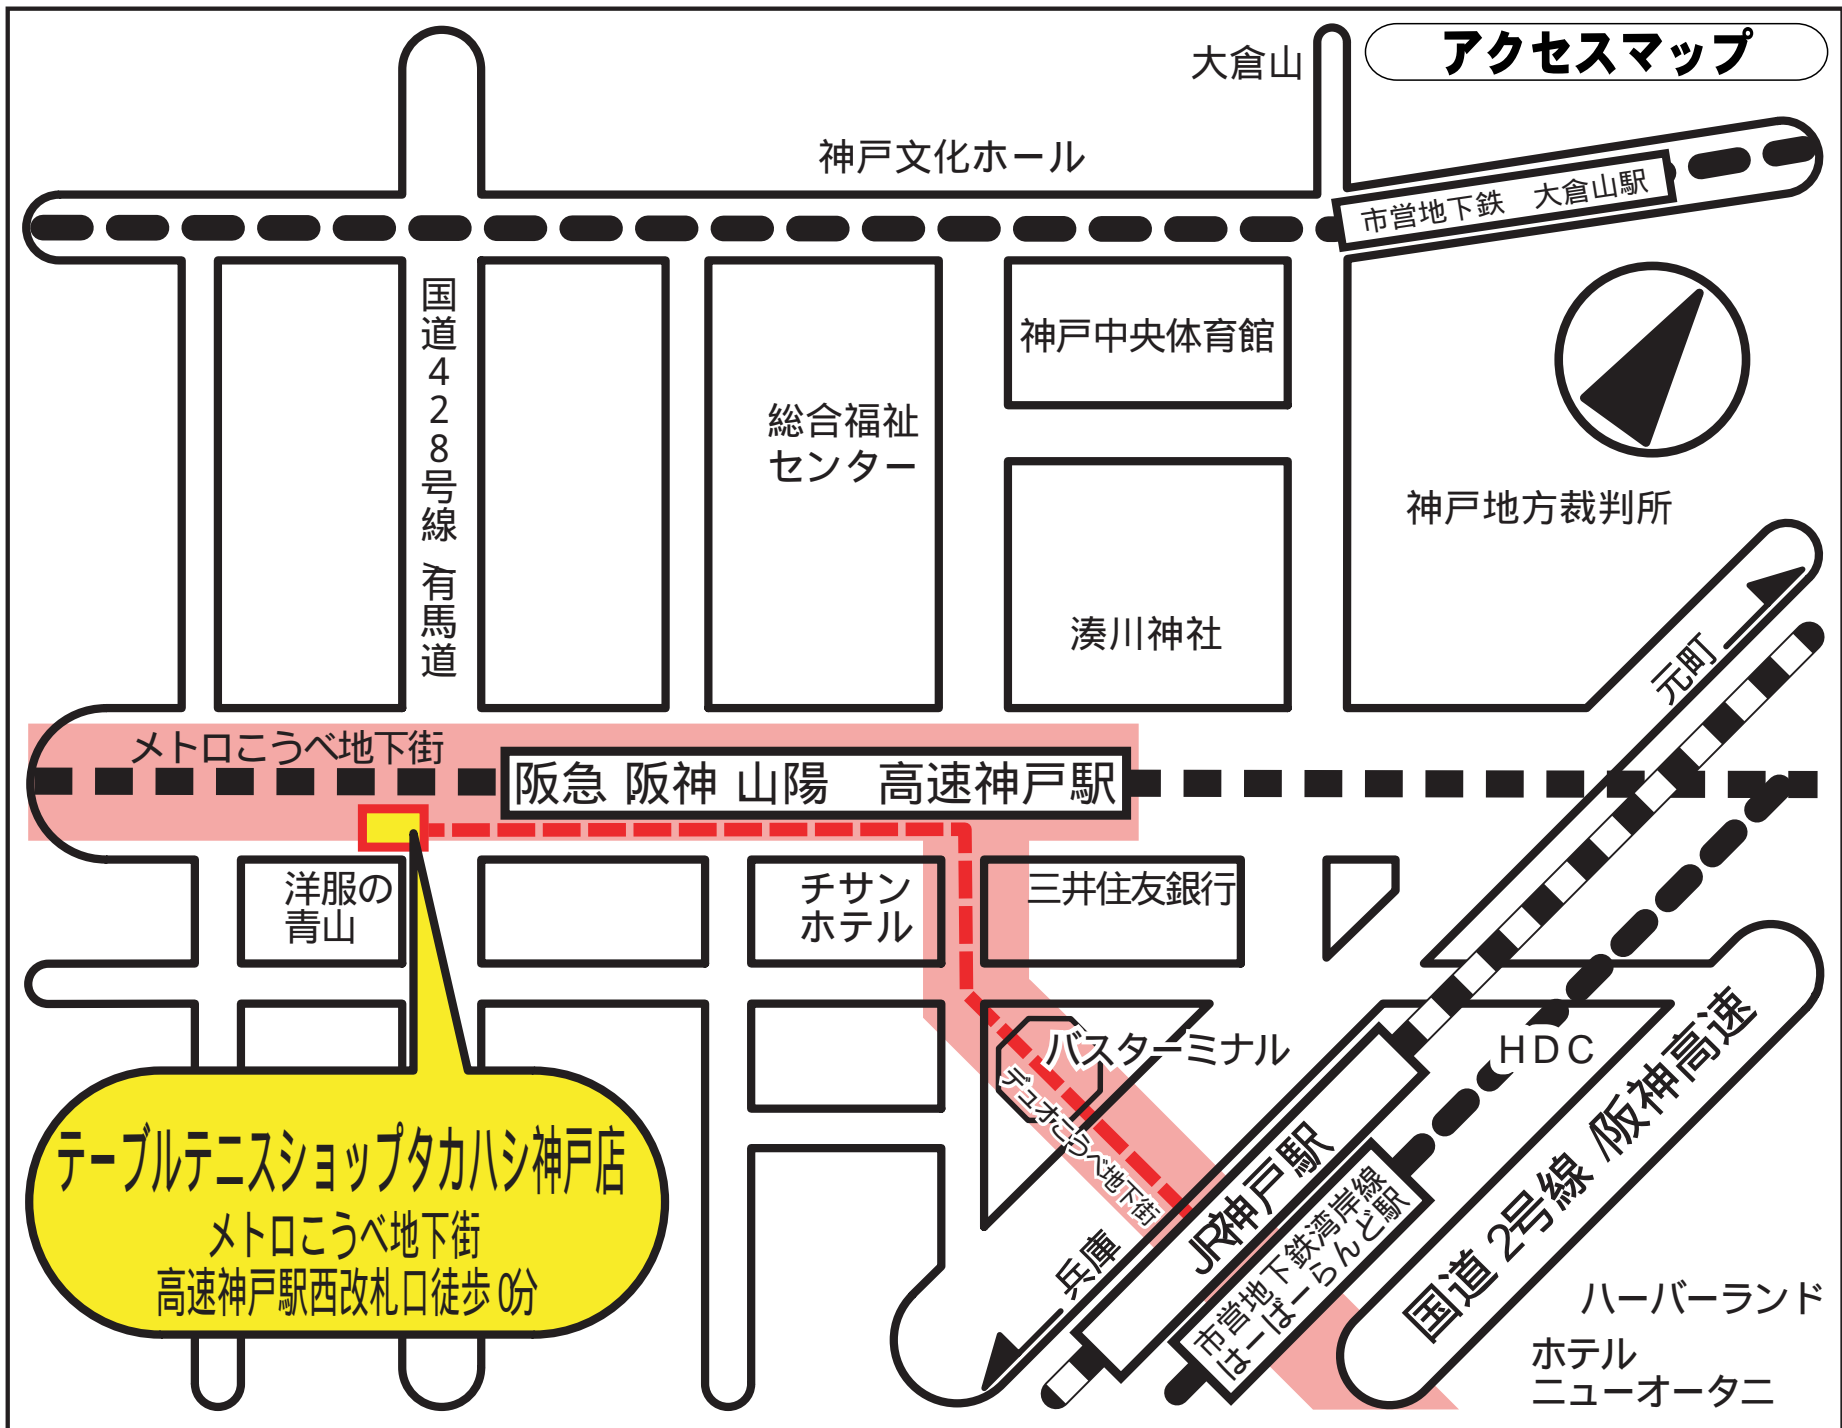 アクセスマップ
大倉山
神戸文化ホール
市営地下鉄　大倉山駅
国道428号線/有馬道
神戸中央体育館
総合福祉
センター
神戸地方裁判所
湊川神社
元町
メトロこうべ地下街
阪急 阪神 山陽　高速神戸駅
洋服の
青山
チサン
ホテル
三井住友銀行
バスターミナル
デュオこうべ地下街
HDC
国道2号線/阪神高速
JR神戸駅
市営地下鉄湾岸線
はーばーらんど駅
兵庫
テーブルテニスショップタカハシ神戸店
メトロこうべ地下街
高速神戸駅西改札口徒歩0分
ハーバーランド
ホテル
ニューオータニ